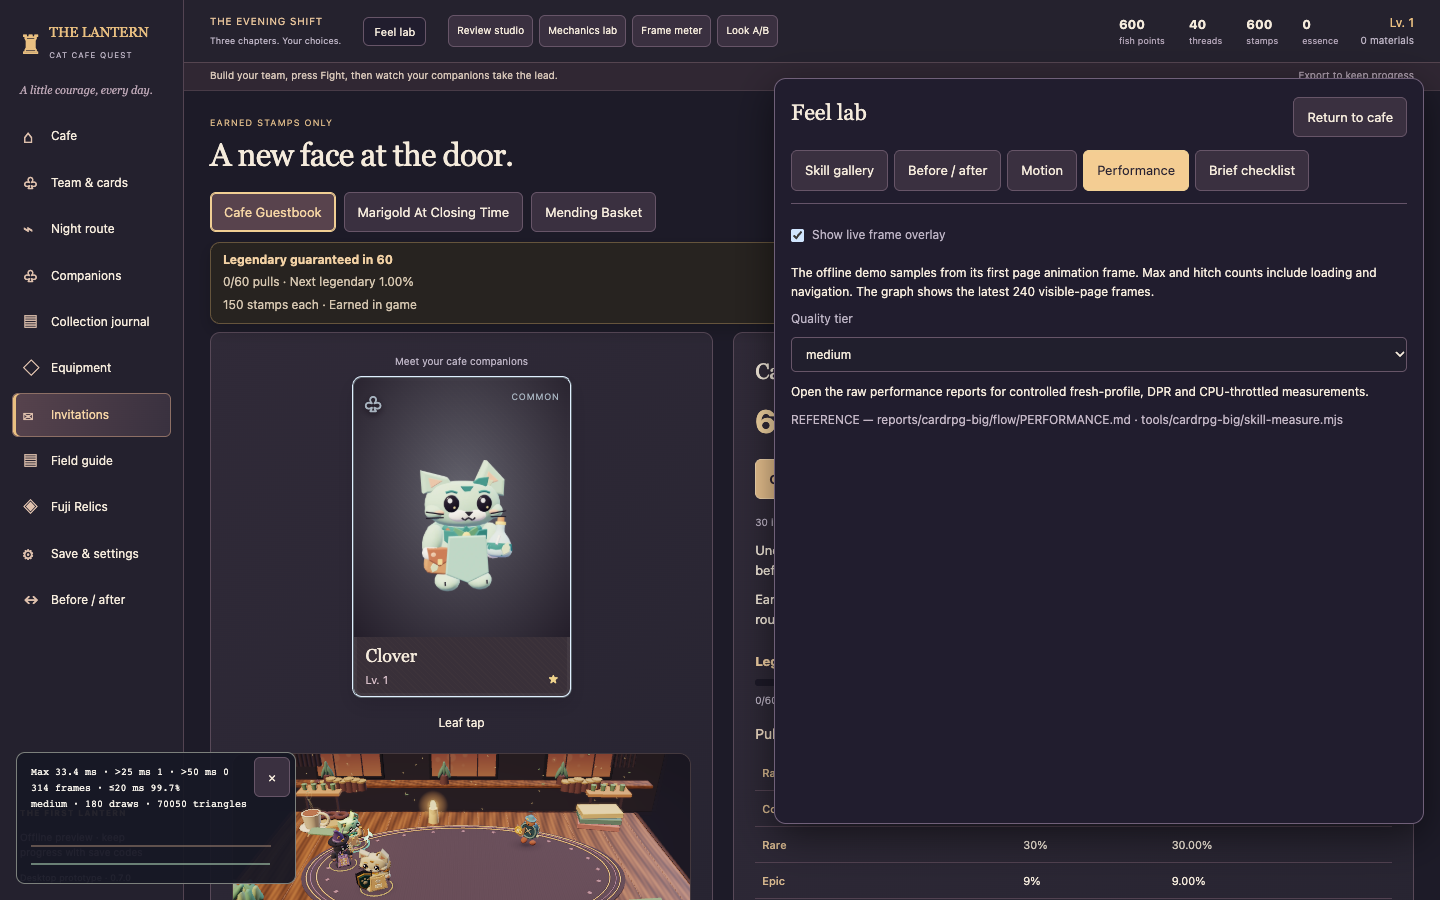 THE LANTERN
CAT CAFE QUEST
A little courage, every day.
Cafe
Team & cards
Night route
Companions
Collection journal
Equipment
Invitations
Field guide
Fuji Relics
Save & settings
Before / after
THE EVENING SHIFT
Three chapters. Your choices.
Feel lab
Review studio
Mechanics lab
Frame meter
Look A/B
600
fish points
40
threads
600
stamps
0
essence
Lv. 1
0 materials
Build your team, press Fight, then watch your companions take the lead.
Export to keep progress
EARNED STAMPS ONLY
A new face at the door.
Cafe Guestbook
Marigold At Closing Time
Mending Basket
Legendary guaranteed in 60
0/60 pulls · Next legendary 1.00%
150 stamps each · Earned in game
Meet your cafe companions
COMMON
Clover
Lv. 1
Leaf tap
Feel lab
Return to cafe
Skill gallery
Before / after
Motion
Performance
Brief checklist
Show live frame overlay
The offline demo samples from its first page animation frame. Max and hitch counts include loading and
navigation. The graph shows the latest 240 visible-page frames.
Quality tier
medium
Open the raw performance reports for controlled fresh-profile, DPR and CPU-throttled measurements.
REFERENCE — reports/cardrpg-big/flow/PERFORMANCE.md · tools/cardrpg-big/skill-measure.mjs
Rare
30%
30.00%
Epic
9%
9.00%
Max 33.4 ms · >25 ms 1 · >50 ms 0
314 frames · ≤20 ms 99.7%
medium · 180 draws · 70050 triangles
THE FIRST LANTERN